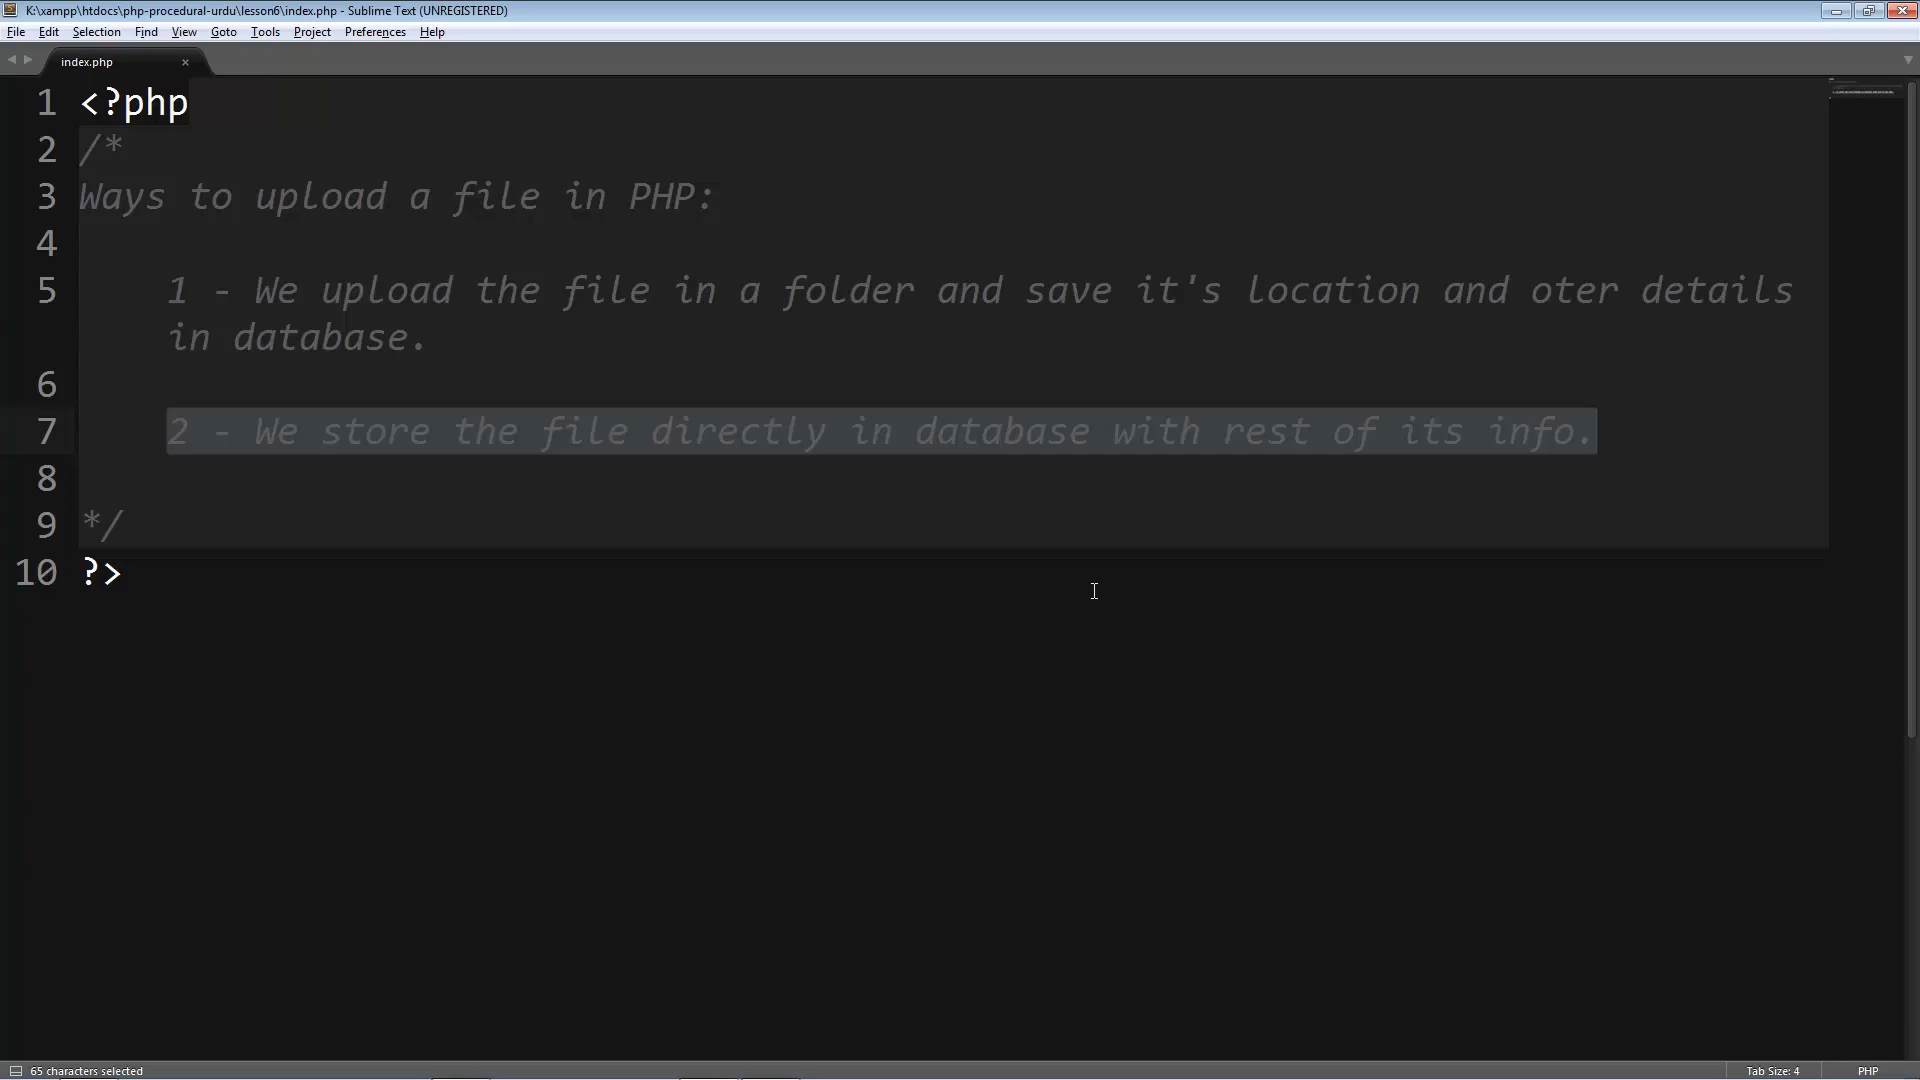 K:\xampp\htdocs\php-procedural-urdu\lesson6\index.php - Sublime Text (UNREGISTERED)
File Edit Selection Find View Goto Tools Project Preferences Help
index.php
1 <?php
2 /*
3 Ways to upload a file in PHP:
4
5 1 - We upload the file in a folder and save it's location and oter details
in database.
6
7 2 - We store the file directly in database with rest of its info.
8
9 */
10 ?>
65 characters selected Tab Size: 4 PHP